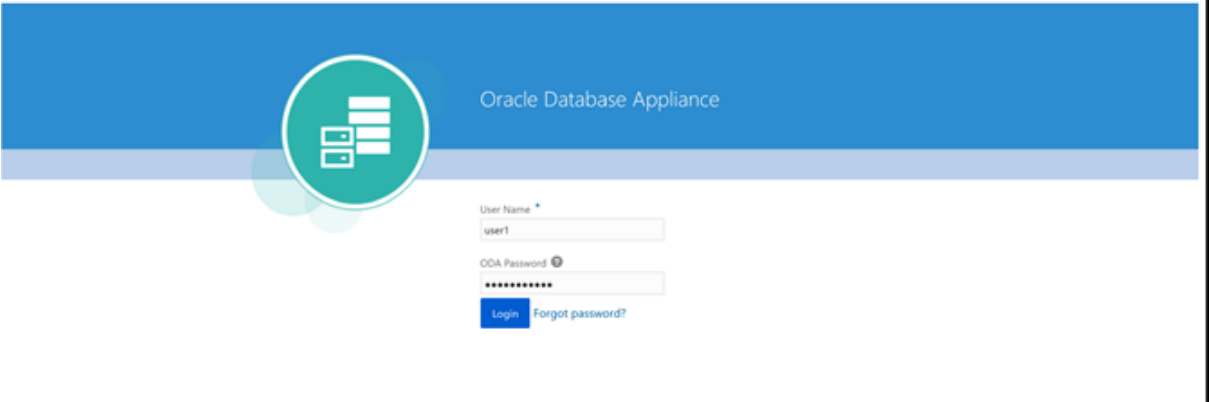 Oracle Database Appliance
User Name *
user1
ODA Password ?
•••••••••••
Login Forgot password?